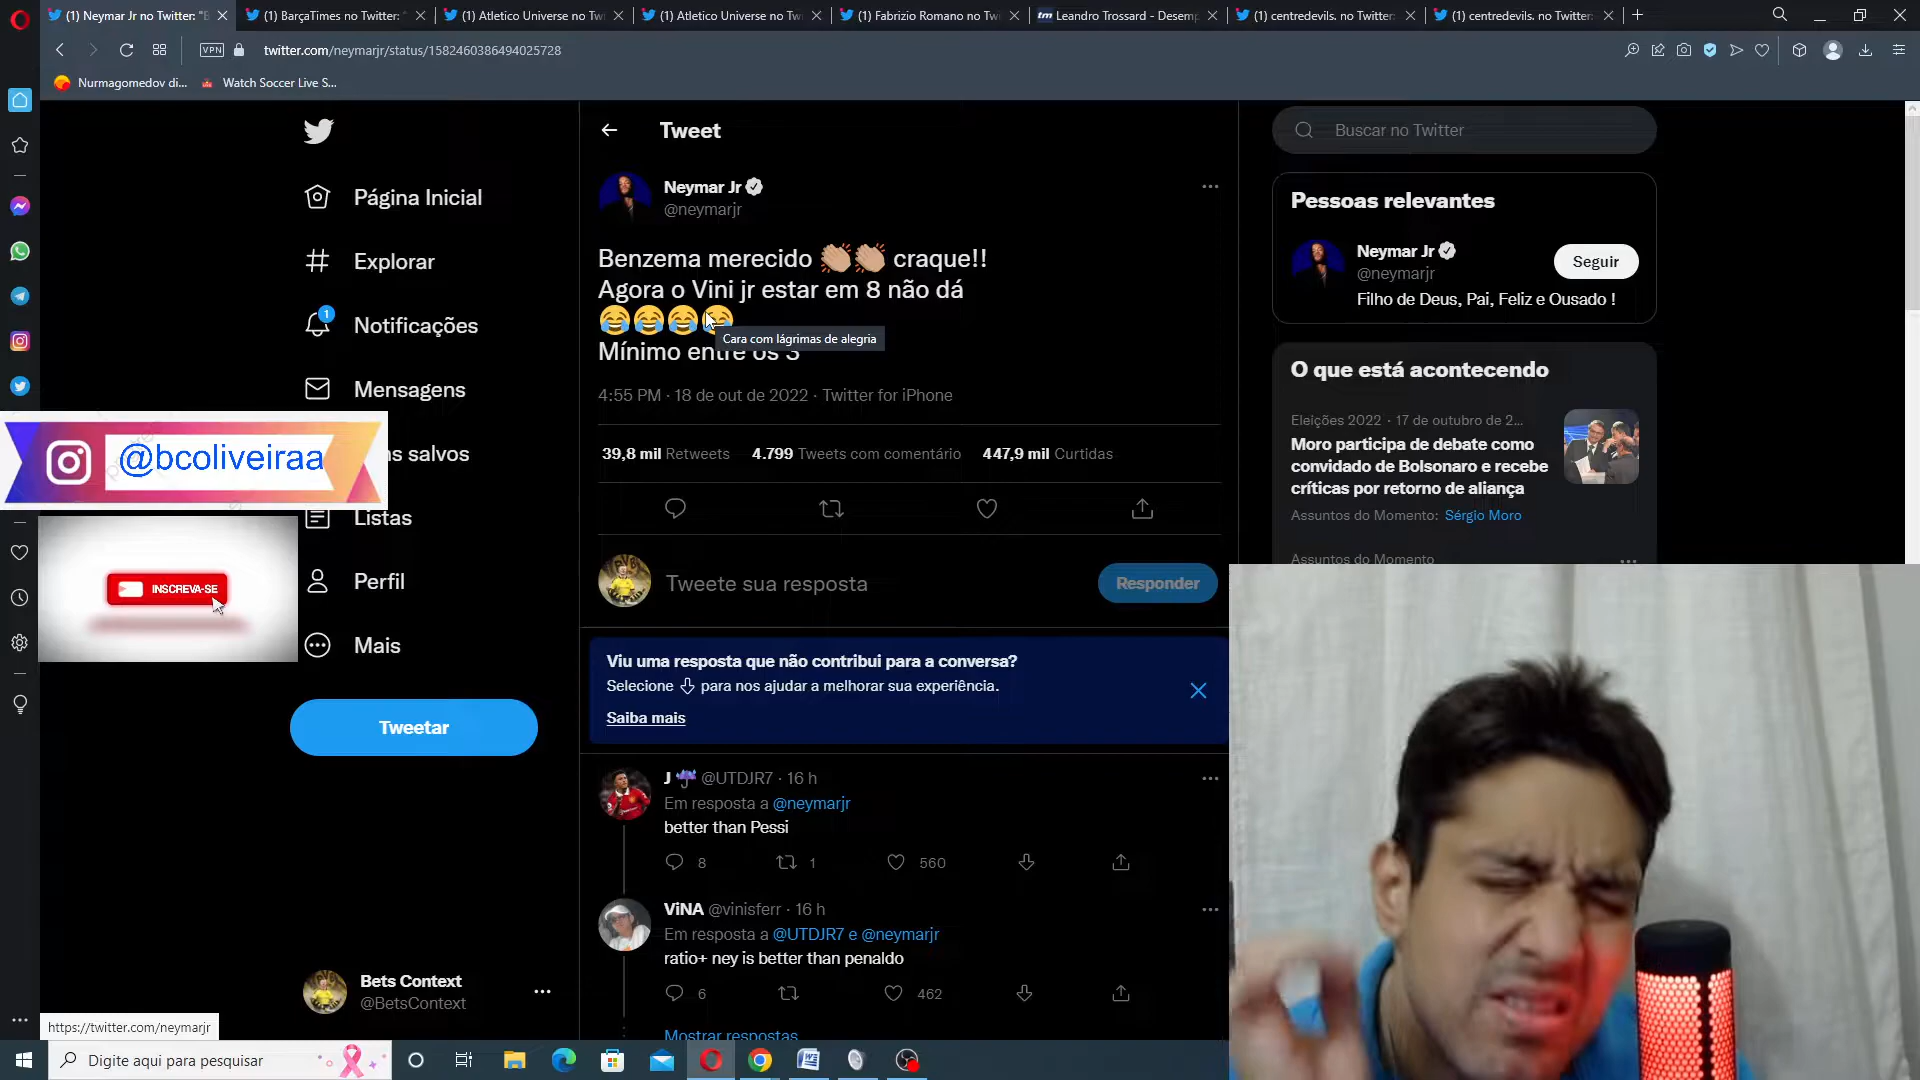 (1) Neymar Jr no Twitter: "B
(1) BarçaTimes no Twitter: "
(1) Atletico Universe no Tw
(1) Atletico Universe no Tw
(1) Fabrizio Romano no Tw
tm Leandro Trossard - Desem
(1) centredevils. no Twitter:
(1) centredevils. no Twitter:
VPN twitter.com/neymarjr/status/1582460386494025728
Nurmagomedov di... Watch Soccer Live S...
Página Inicial
Explorar
1
Notificações
Mensagens
ns salvos
Listas
Perfil
Mais
Tweetar
@bcoliveiraa
INSCREVA-SE
Bets Context
@BetsContext
https://twitter.com/neymarjr
Tweet
Neymar Jr
@neymarjr
Benzema merecido 👏🏼👏🏼 craque!!
Agora o Vini jr estar em 8 não dá
😂😂😂😂
Cara com lágrimas de alegria
Mínimo entre os 3
4:55 PM · 18 de out de 2022 · Twitter for iPhone
39,8 mil Retweets 4.799 Tweets com comentário 447,9 mil Curtidas
Tweete sua resposta
Responder
Viu uma resposta que não contribui para a conversa?
Selecione para nos ajudar a melhorar sua experiência.
Saiba mais
J ☔ @UTDJR7 · 16 h
Em resposta a @neymarjr
better than Pessi
8 1 560
ViNA @vinisferr · 16 h
Em resposta a @UTDJR7 e @neymarjr
ratio+ ney is better than penaldo
6 462
Mostrar respostas
Buscar no Twitter
Pessoas relevantes
Neymar Jr
@neymarjr
Seguir
Filho de Deus, Pai, Feliz e Ousado !
O que está acontecendo
Eleições 2022 · 17 de outubro de 2...
Moro participa de debate como
convidado de Bolsonaro e recebe
críticas por retorno de aliança
Assuntos do Momento: Sérgio Moro
Assuntos do Momento
Digite aqui para pesquisar